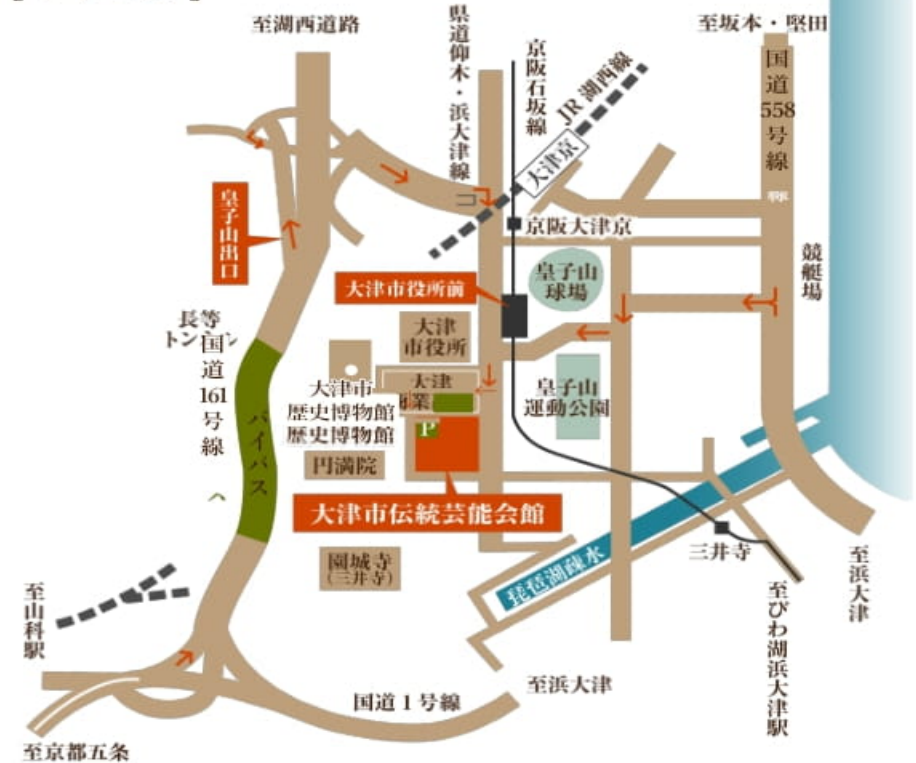 至湖西道路
県道仰木・浜大津線
京阪石坂線
JR 湖西線
大津京
至坂本・堅田
国道558号線
皇子山出口
京阪大津京
競艇場
大津市役所前
皇子山
球場
長等
トンネル
国道161号線
バイパス
大津
市役所
大津
商業
大津市
歴史博物館
歴史博物館
P
皇子山
運動公園
円満院
大津市伝統芸能会館
園城寺
(三井寺)
琵琶湖疎水
三井寺
至浜大津
至びわ湖浜大津駅
至山科駅
至浜大津
国道1号線
至京都五条